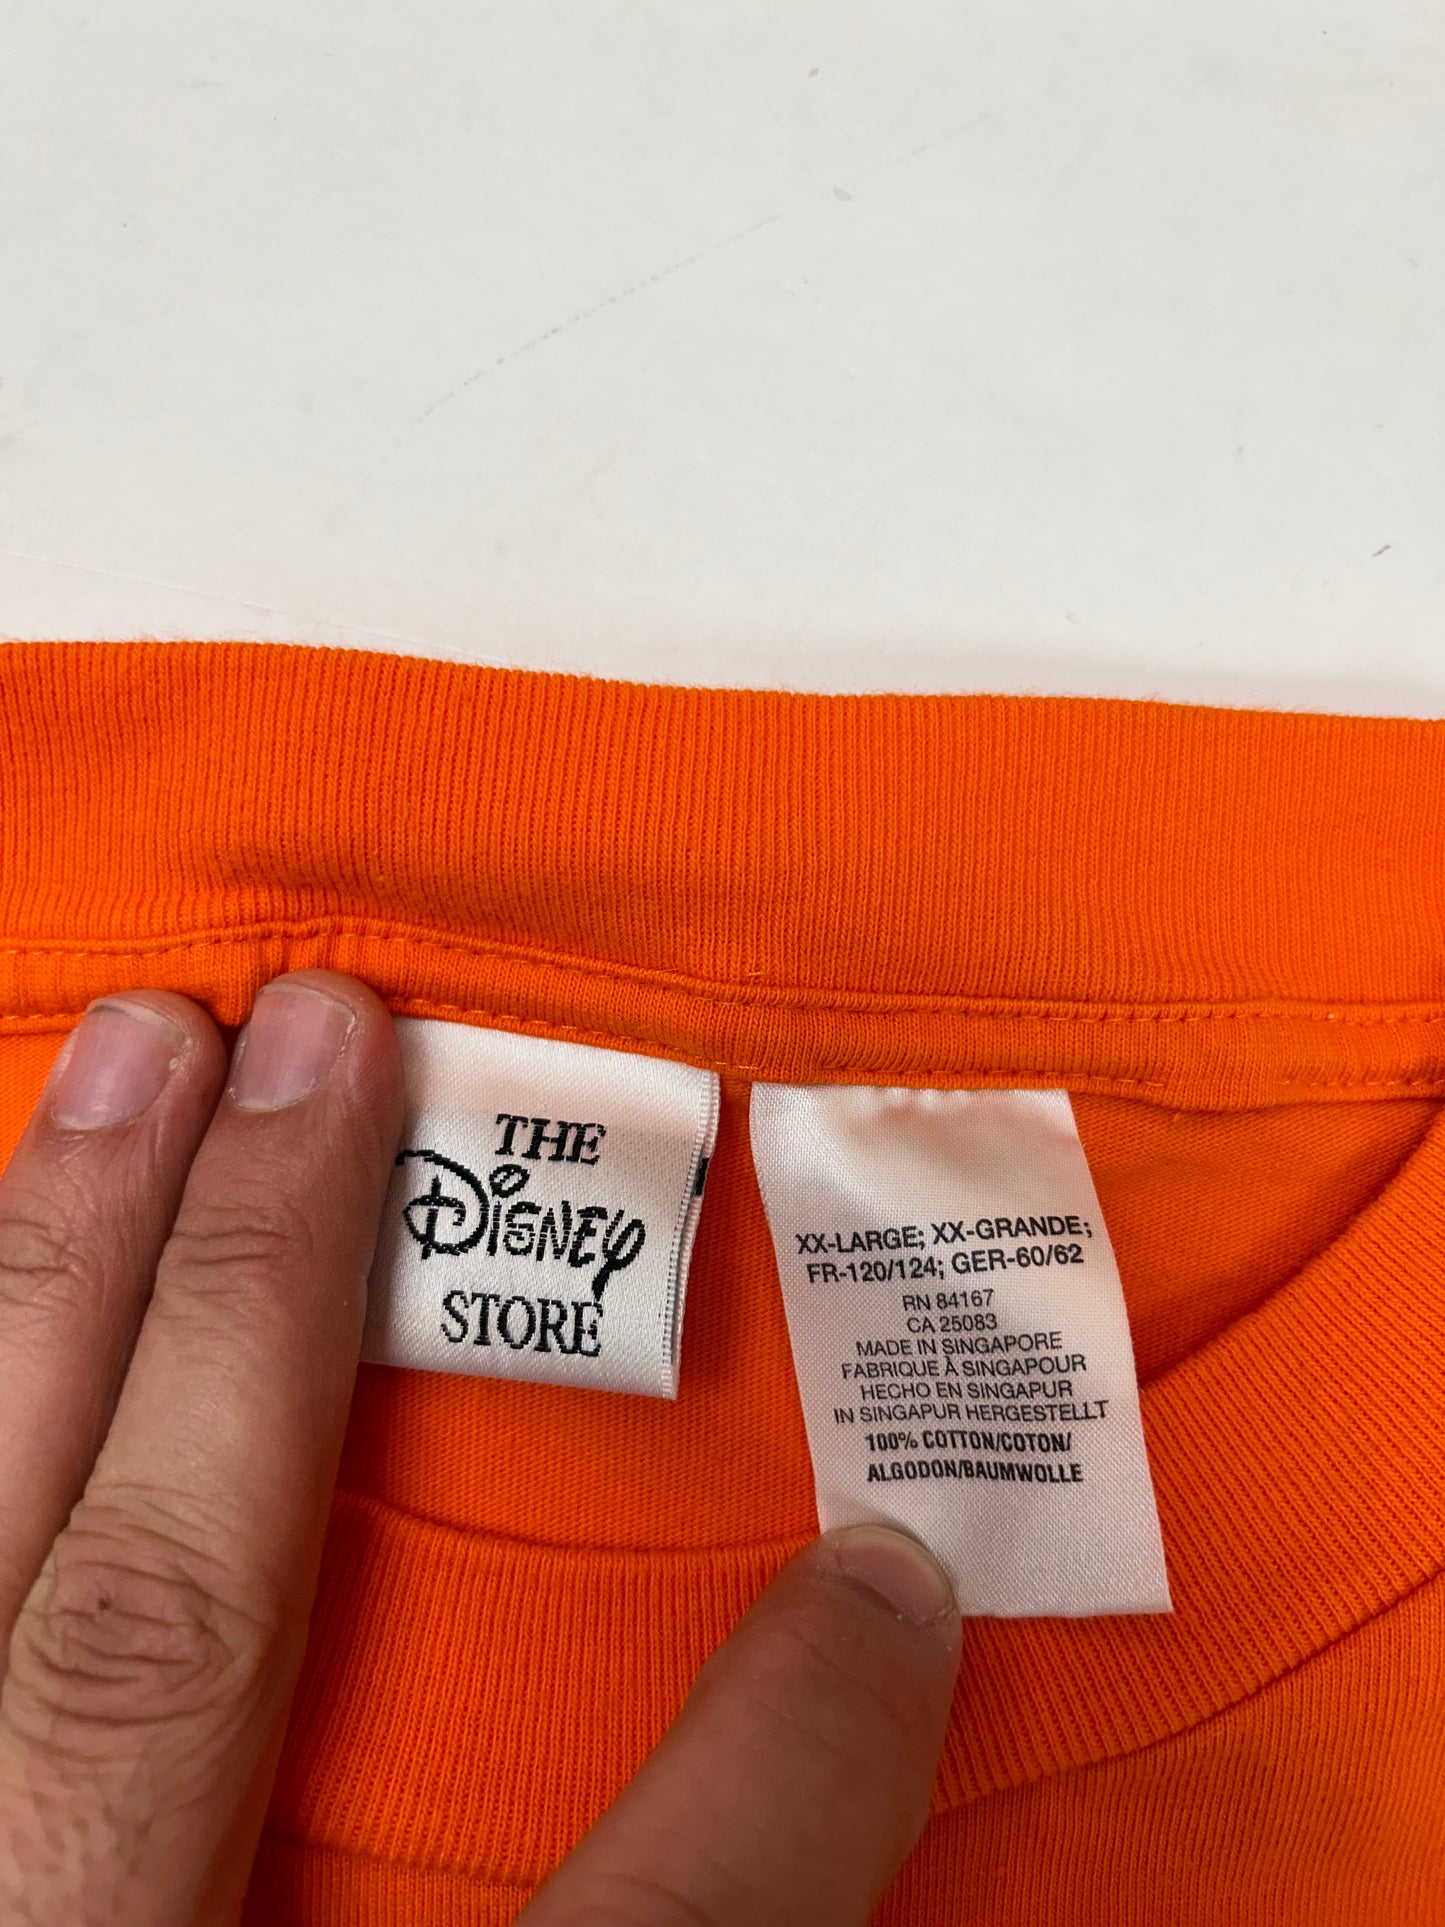 THE
DISNEY
STORE
XX-LARGE; XX-GRANDE;
FR-120/124; GER-60/62
RN 84167
CA 25083
MADE IN SINGAPORE
FABRIQUE À SINGAPOUR
HECHO EN SINGAPUR
IN SINGAPUR HERGESTELLT
100% COTTON/COTON/
ALGODON/BAUMWOLLE